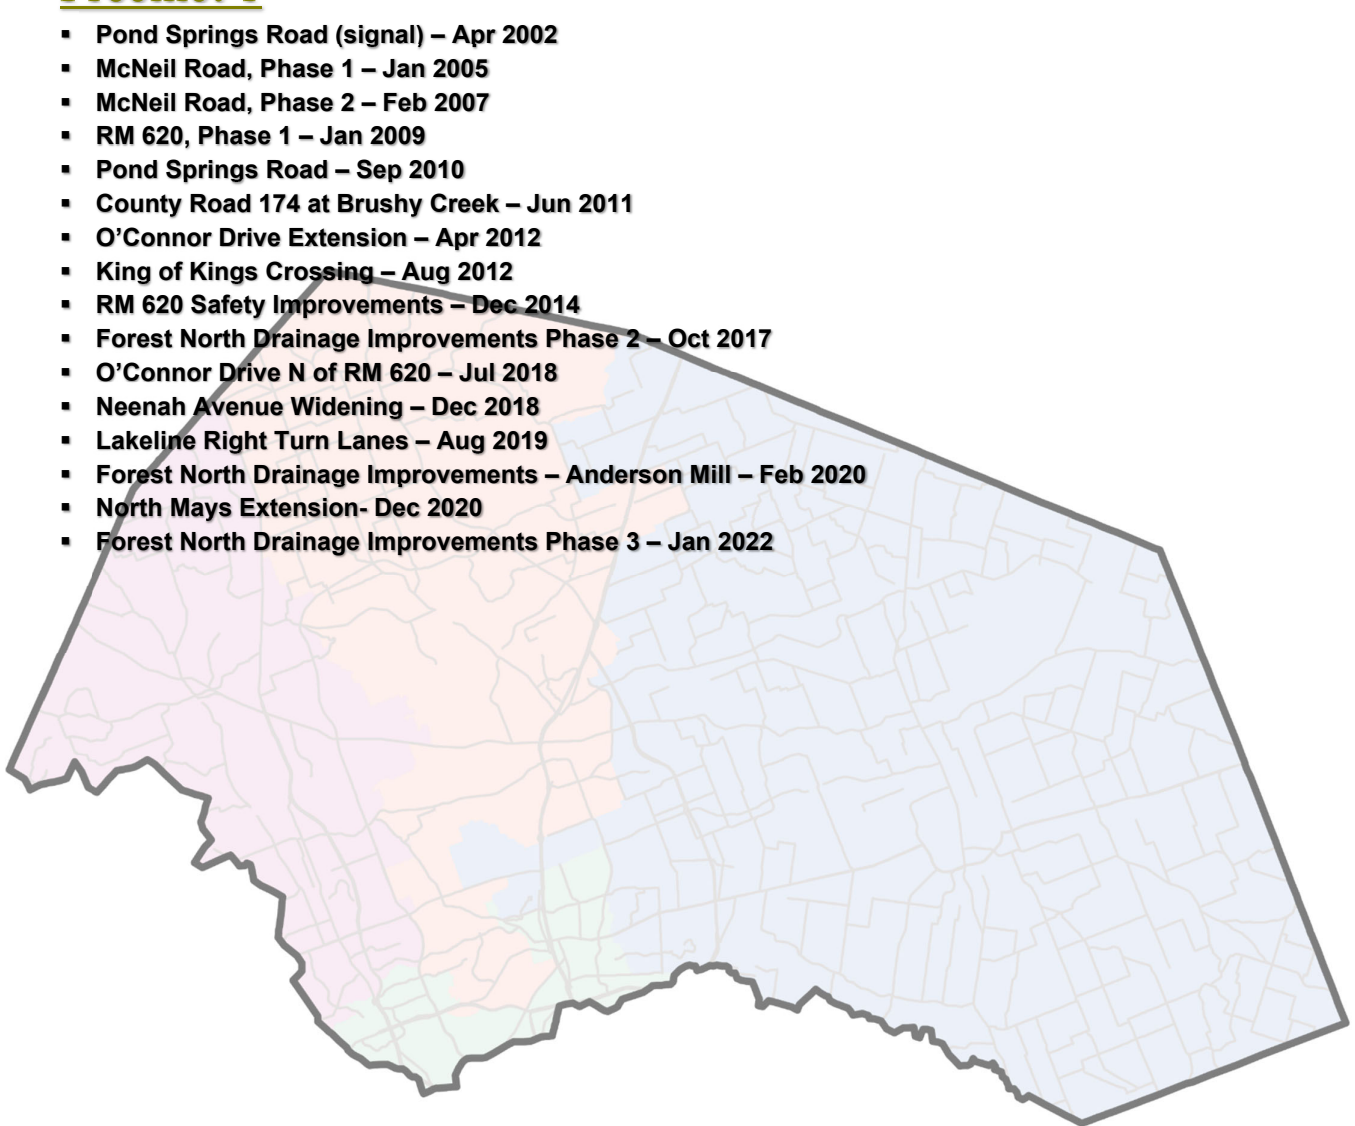 ▪ Pond Springs Road (signal) – Apr 2002
▪ McNeil Road, Phase 1 – Jan 2005
▪ McNeil Road, Phase 2 – Feb 2007
▪ RM 620, Phase 1 – Jan 2009
▪ Pond Springs Road – Sep 2010
▪ County Road 174 at Brushy Creek – Jun 2011
▪ O’Connor Drive Extension – Apr 2012
▪ King of Kings Crossing – Aug 2012
▪ RM 620 Safety Improvements – Dec 2014
▪ Forest North Drainage Improvements Phase 2 – Oct 2017
▪ O’Connor Drive N of RM 620 – Jul 2018
▪ Neenah Avenue Widening – Dec 2018
▪ Lakeline Right Turn Lanes – Aug 2019
▪ Forest North Drainage Improvements – Anderson Mill – Feb 2020
▪ North Mays Extension- Dec 2020
▪ Forest North Drainage Improvements Phase 3 – Jan 2022